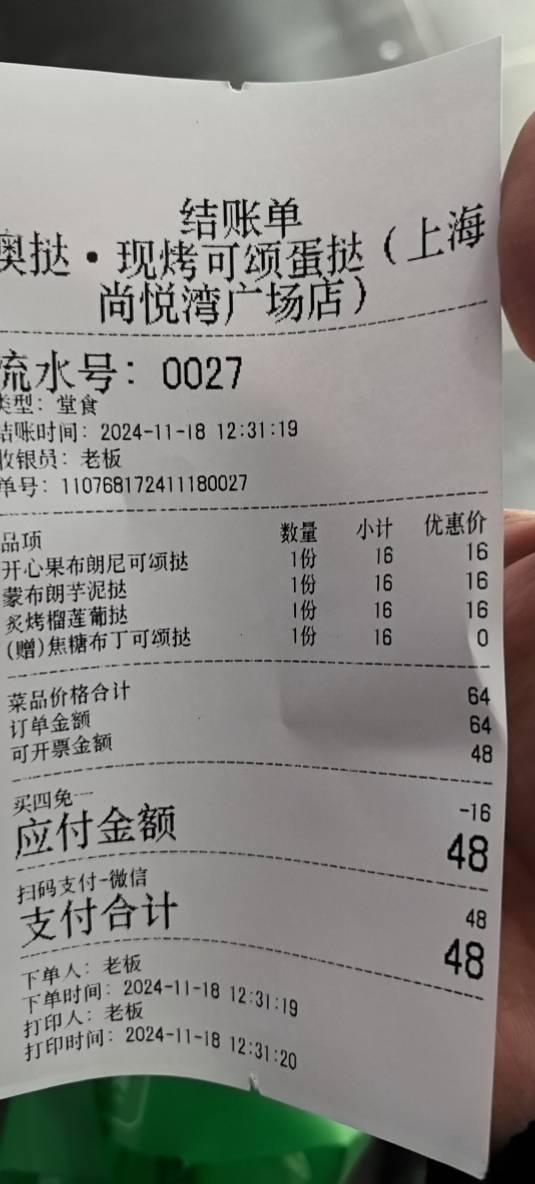 结账单
澳挞·现烤可颂蛋挞(上海
尚悦湾广场店)
流水号: 0027
类型: 堂食
结账时间: 2024-11-18 12:31:19
收银员: 老板
单号: 110768172411180027
品项 数量 小计 优惠价
开心果布朗尼可颂挞 1份 16 16
蒙布朗芋泥挞 1份 16 16
炙烤榴莲葡挞 1份 16 16
(赠)焦糖布丁可颂挞 1份 16 0
菜品价格合计 64
订单金额 64
可开票金额 48
买四免一 -16
应付金额 48
扫码支付-微信 48
支付合计 48
下单人: 老板
下单时间: 2024-11-18 12:31:19
打印人: 老板
打印时间: 2024-11-18 12:31:20